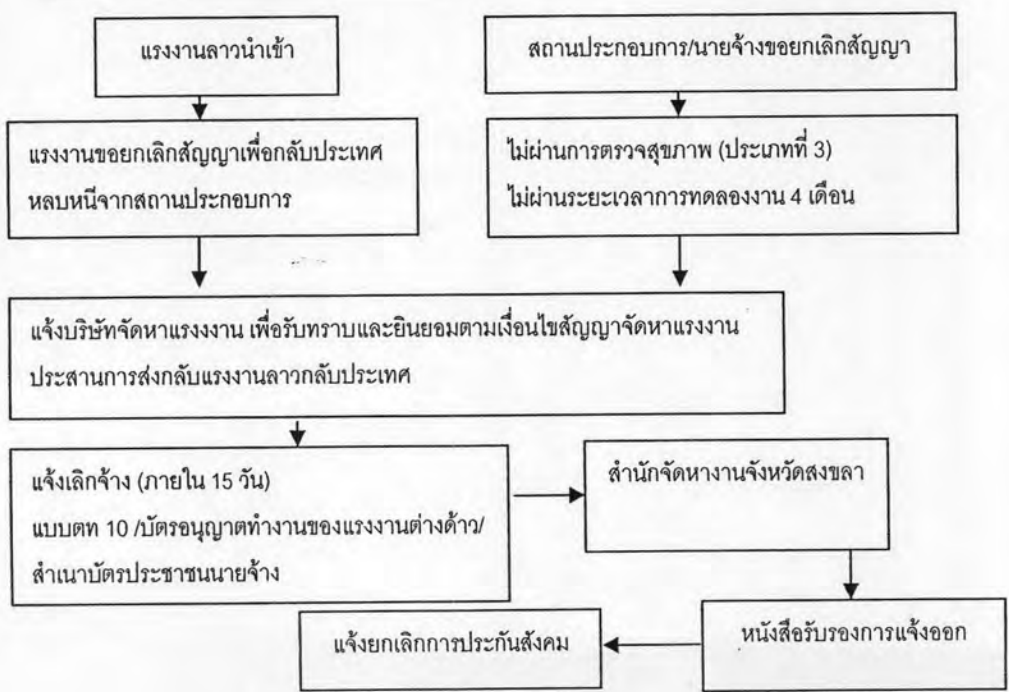 แรงงานลาวนำเข้า
สถานประกอบการ/นายจ้างขอยกเลิกสัญญา
แรงงานขอยกเลิกสัญญาเพื่อกลับประเทศ
หลบหนีจากสถานประกอบการ
ไม่ผ่านการตรวจสุขภาพ (ประเภทที่ 3)
ไม่ผ่านระยะเวลาการทดลองงาน 4 เดือน
แจ้งบริษัทจัดหาแรงงงาน เพื่อรับทราบและยินยอมตามเงื่อนไขสัญญาจัดหาแรงงาน
ประสานการส่งกลับแรงงานลาวกลับประเทศ
แจ้งเลิกจ้าง (ภายใน 15 วัน)
แบบตท 10 /บัตรอนุญาตทำงานของแรงงานต่างด้าว/
สำเนาบัตรประชาชนนายจ้าง
สำนักจัดหางานจังหวัดสงขลา
หนังสือรับรองการแจ้งออก
แจ้งยกเลิกการประกันสังคม